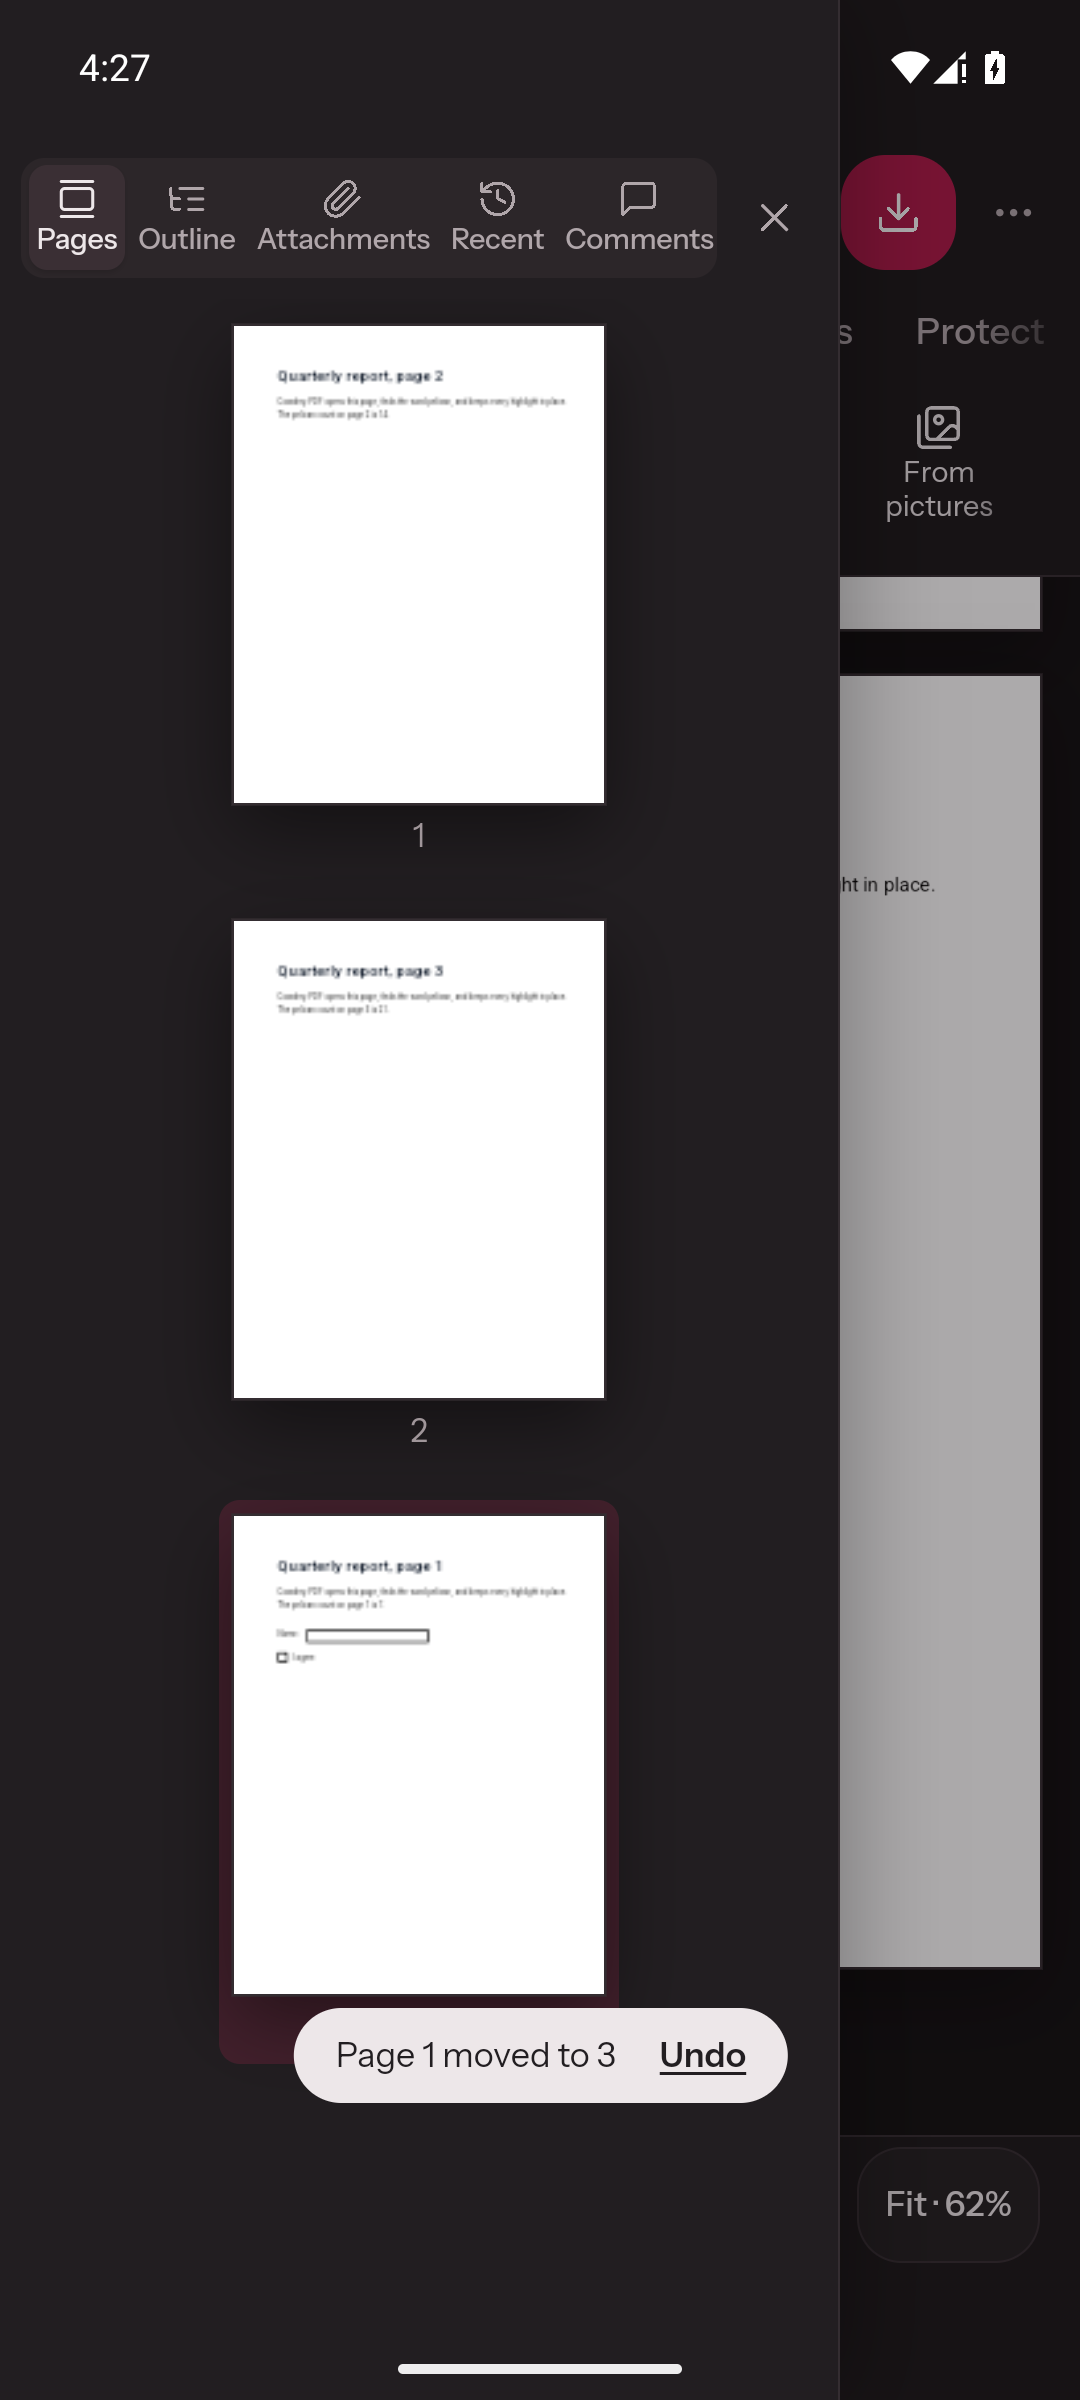 4:27
Pages
Outline
Attachments
Recent
Comments
s
Protect
From
pictures
Quarterly report, page 2
1
ht in place.
Quarterly report, page 3
2
Quarterly report, page 1
Page 1 moved to 3
Undo
Fit · 62%